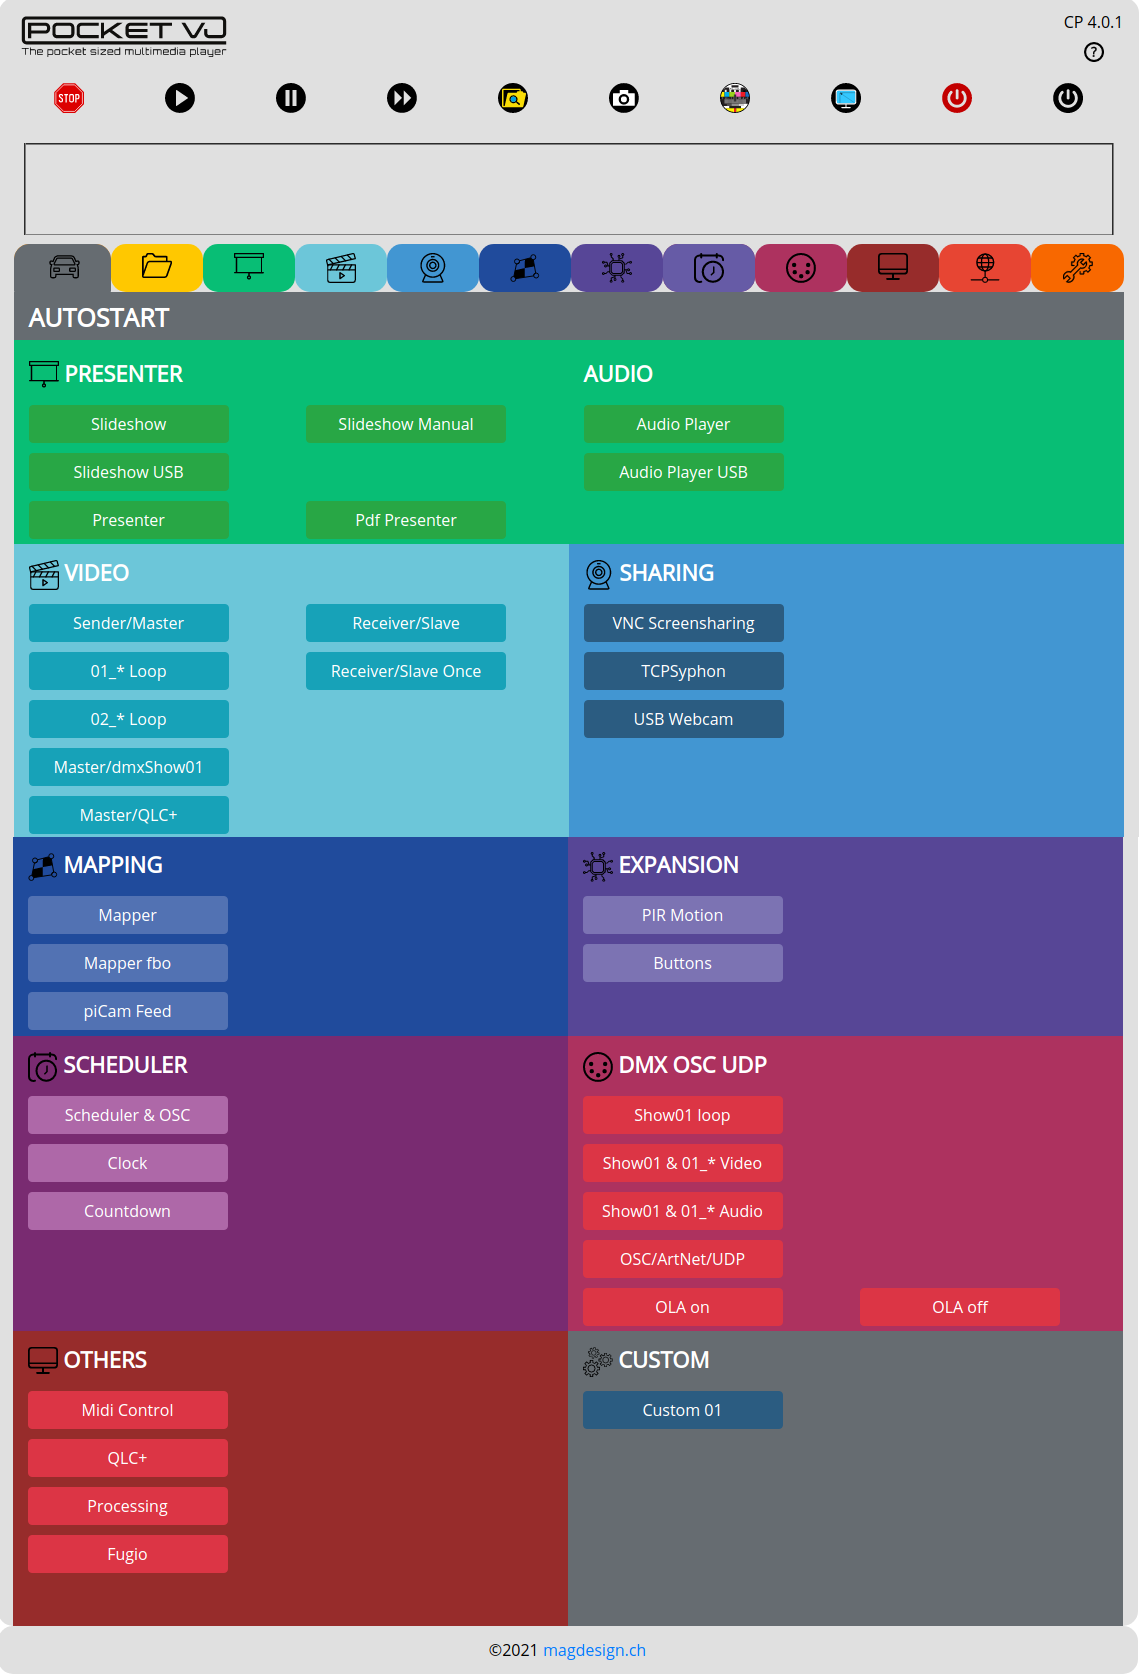 POCKET VJ
The pocket sized multimedia player
CP 4.0.1
?
STOP
AUTOSTART
PRESENTER
AUDIO
Slideshow
Slideshow Manual
Audio Player
Slideshow USB
Audio Player USB
Presenter
Pdf Presenter
VIDEO
SHARING
Sender/Master
Receiver/Slave
VNC Screensharing
01_* Loop
Receiver/Slave Once
TCPSyphon
02_* Loop
USB Webcam
Master/dmxShow01
Master/QLC+
MAPPING
EXPANSION
Mapper
PIR Motion
Mapper fbo
Buttons
piCam Feed
SCHEDULER
DMX OSC UDP
Scheduler & OSC
Show01 loop
Clock
Show01 & 01_* Video
Countdown
Show01 & 01_* Audio
OSC/ArtNet/UDP
OLA on
OLA off
OTHERS
CUSTOM
Midi Control
Custom 01
QLC+
Processing
Fugio
©2021 magdesign.ch